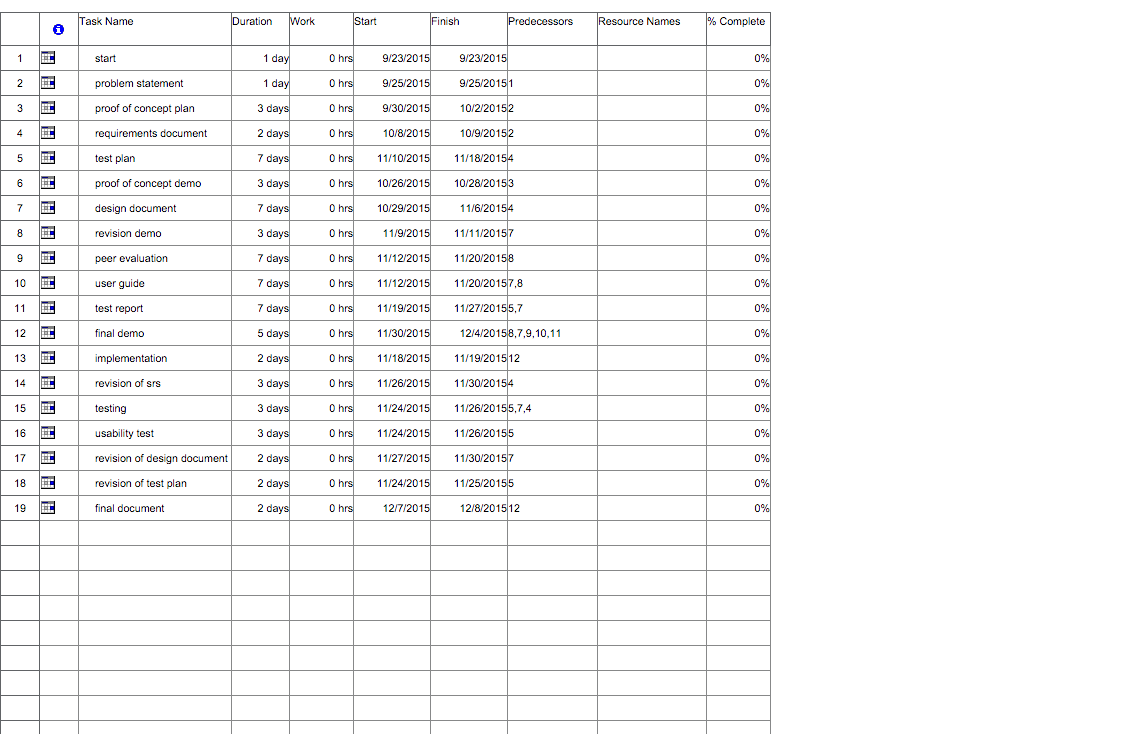 Task Name Duration Work Start Finish Predecessors Resource Names % Complete
1 start 1 day 0 hrs 9/23/2015 9/23/2015 0%
2 problem statement 1 day 0 hrs 9/25/2015 9/25/2015 1 0%
3 proof of concept plan 3 days 0 hrs 9/30/2015 10/2/2015 2 0%
4 requirements document 2 days 0 hrs 10/8/2015 10/9/2015 2 0%
5 test plan 7 days 0 hrs 11/10/2015 11/18/2015 4 0%
6 proof of concept demo 3 days 0 hrs 10/26/2015 10/28/2015 3 0%
7 design document 7 days 0 hrs 10/29/2015 11/6/2015 4 0%
8 revision demo 3 days 0 hrs 11/9/2015 11/11/2015 7 0%
9 peer evaluation 7 days 0 hrs 11/12/2015 11/20/2015 8 0%
10 user guide 7 days 0 hrs 11/12/2015 11/20/2015 7,8 0%
11 test report 7 days 0 hrs 11/19/2015 11/27/2015 5,7 0%
12 final demo 5 days 0 hrs 11/30/2015 12/4/2015 8,7,9,10,11 0%
13 implementation 2 days 0 hrs 11/18/2015 11/19/2015 12 0%
14 revision of srs 3 days 0 hrs 11/26/2015 11/30/2015 4 0%
15 testing 3 days 0 hrs 11/24/2015 11/26/2015 5,7,4 0%
16 usability test 3 days 0 hrs 11/24/2015 11/26/2015 5 0%
17 revision of design document 2 days 0 hrs 11/27/2015 11/30/2015 7 0%
18 revision of test plan 2 days 0 hrs 11/24/2015 11/25/2015 5 0%
19 final document 2 days 0 hrs 12/7/2015 12/8/2015 12 0%